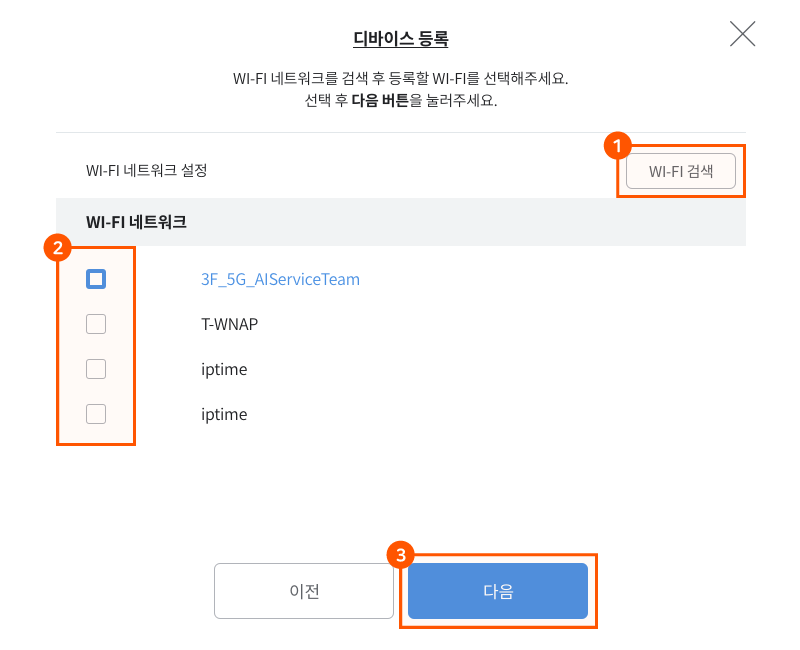 디바이스 등록
WI-FI 네트워크를 검색 후 등록할 WI-FI를 선택해주세요.
선택 후 다음 버튼을 눌러주세요.
1
WI-FI 네트워크 설정
WI-FI 검색
WI-FI 네트워크
2
3F_5G_AIServiceTeam
T-WNAP
iptime
iptime
3
이전
다음